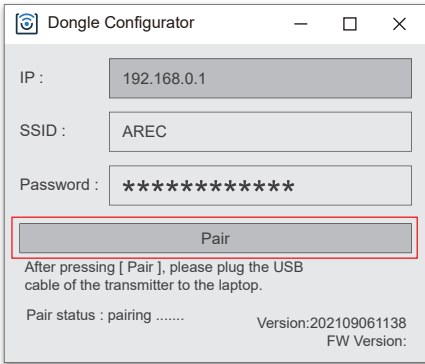 Dongle Configurator
IP :
192.168.0.1
SSID :
AREC
Password :
************
Pair
After pressing [ Pair ], please plug the USB
cable of the transmitter to the laptop.
Pair status : pairing .......
Version:202109061138
FW Version: